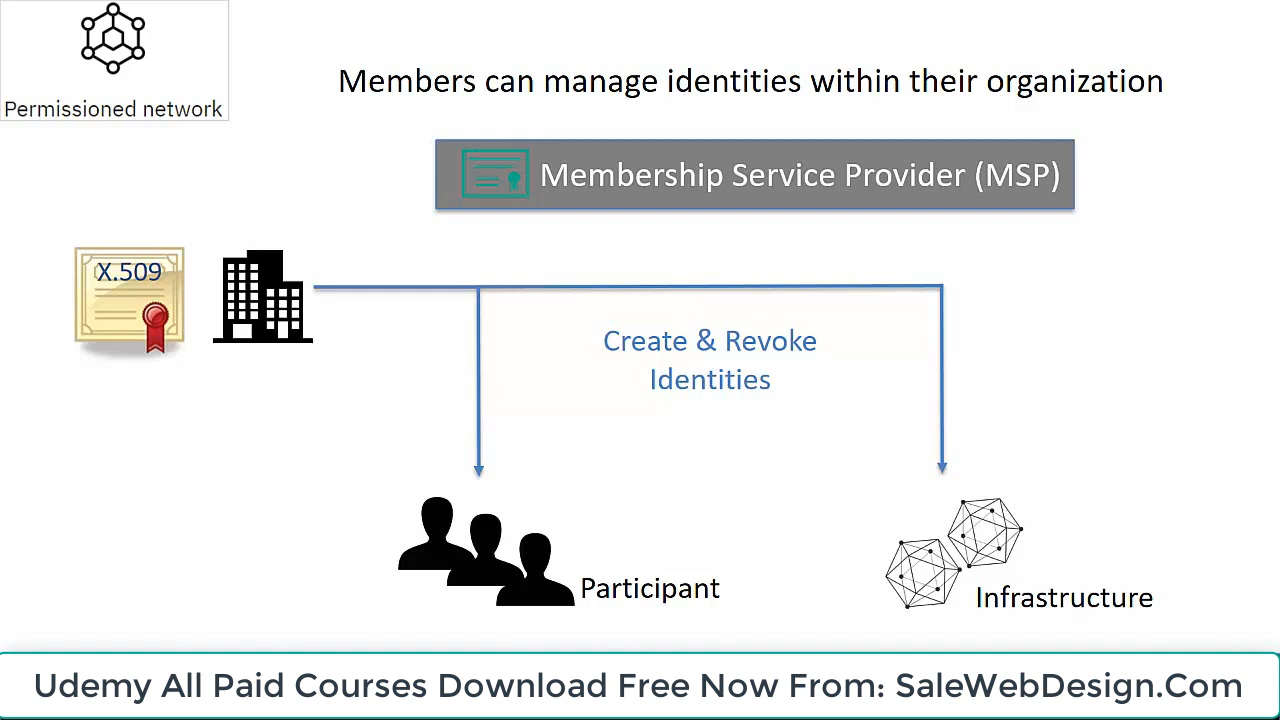 Permissioned network
Members can manage identities within their organization
Membership Service Provider (MSP)
X.509
Create & Revoke
Identities
Participant
Infrastructure
Udemy All Paid Courses Download Free Now From: SaleWebDesign.Com